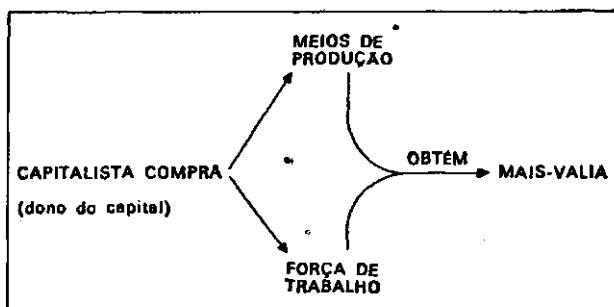 MEIOS DE
PRODUÇÃO
CAPITALISTA COMPRA
(dono do capital)
OBTÉM
MAIS-VALIA
FORÇA DE
TRABALHO